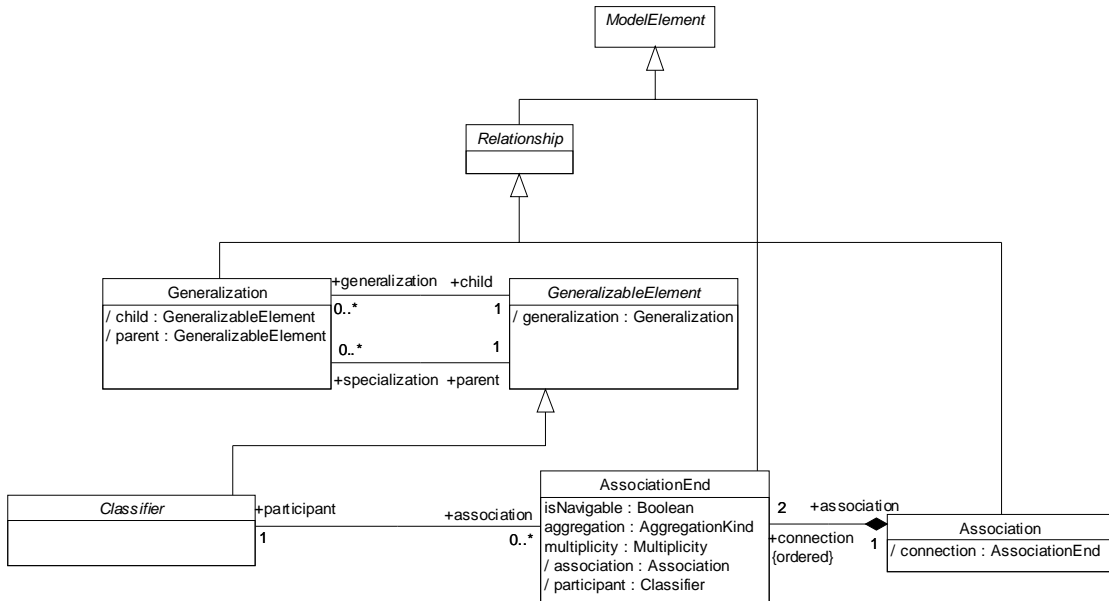 ModelElement
Relationship
Generalization
/ child : GeneralizableElement
/ parent : GeneralizableElement
+generalization +child
0..* 1
0..* 1
+specialization +parent
GeneralizableElement
/ generalization : Generalization
Classifier
+participant
1
+association
0..*
AssociationEnd
isNavigable : Boolean
aggregation : AggregationKind
multiplicity : Multiplicity
/ association : Association
/ participant : Classifier
2 +association
+connection 1
{ordered}
Association
/ connection : AssociationEnd